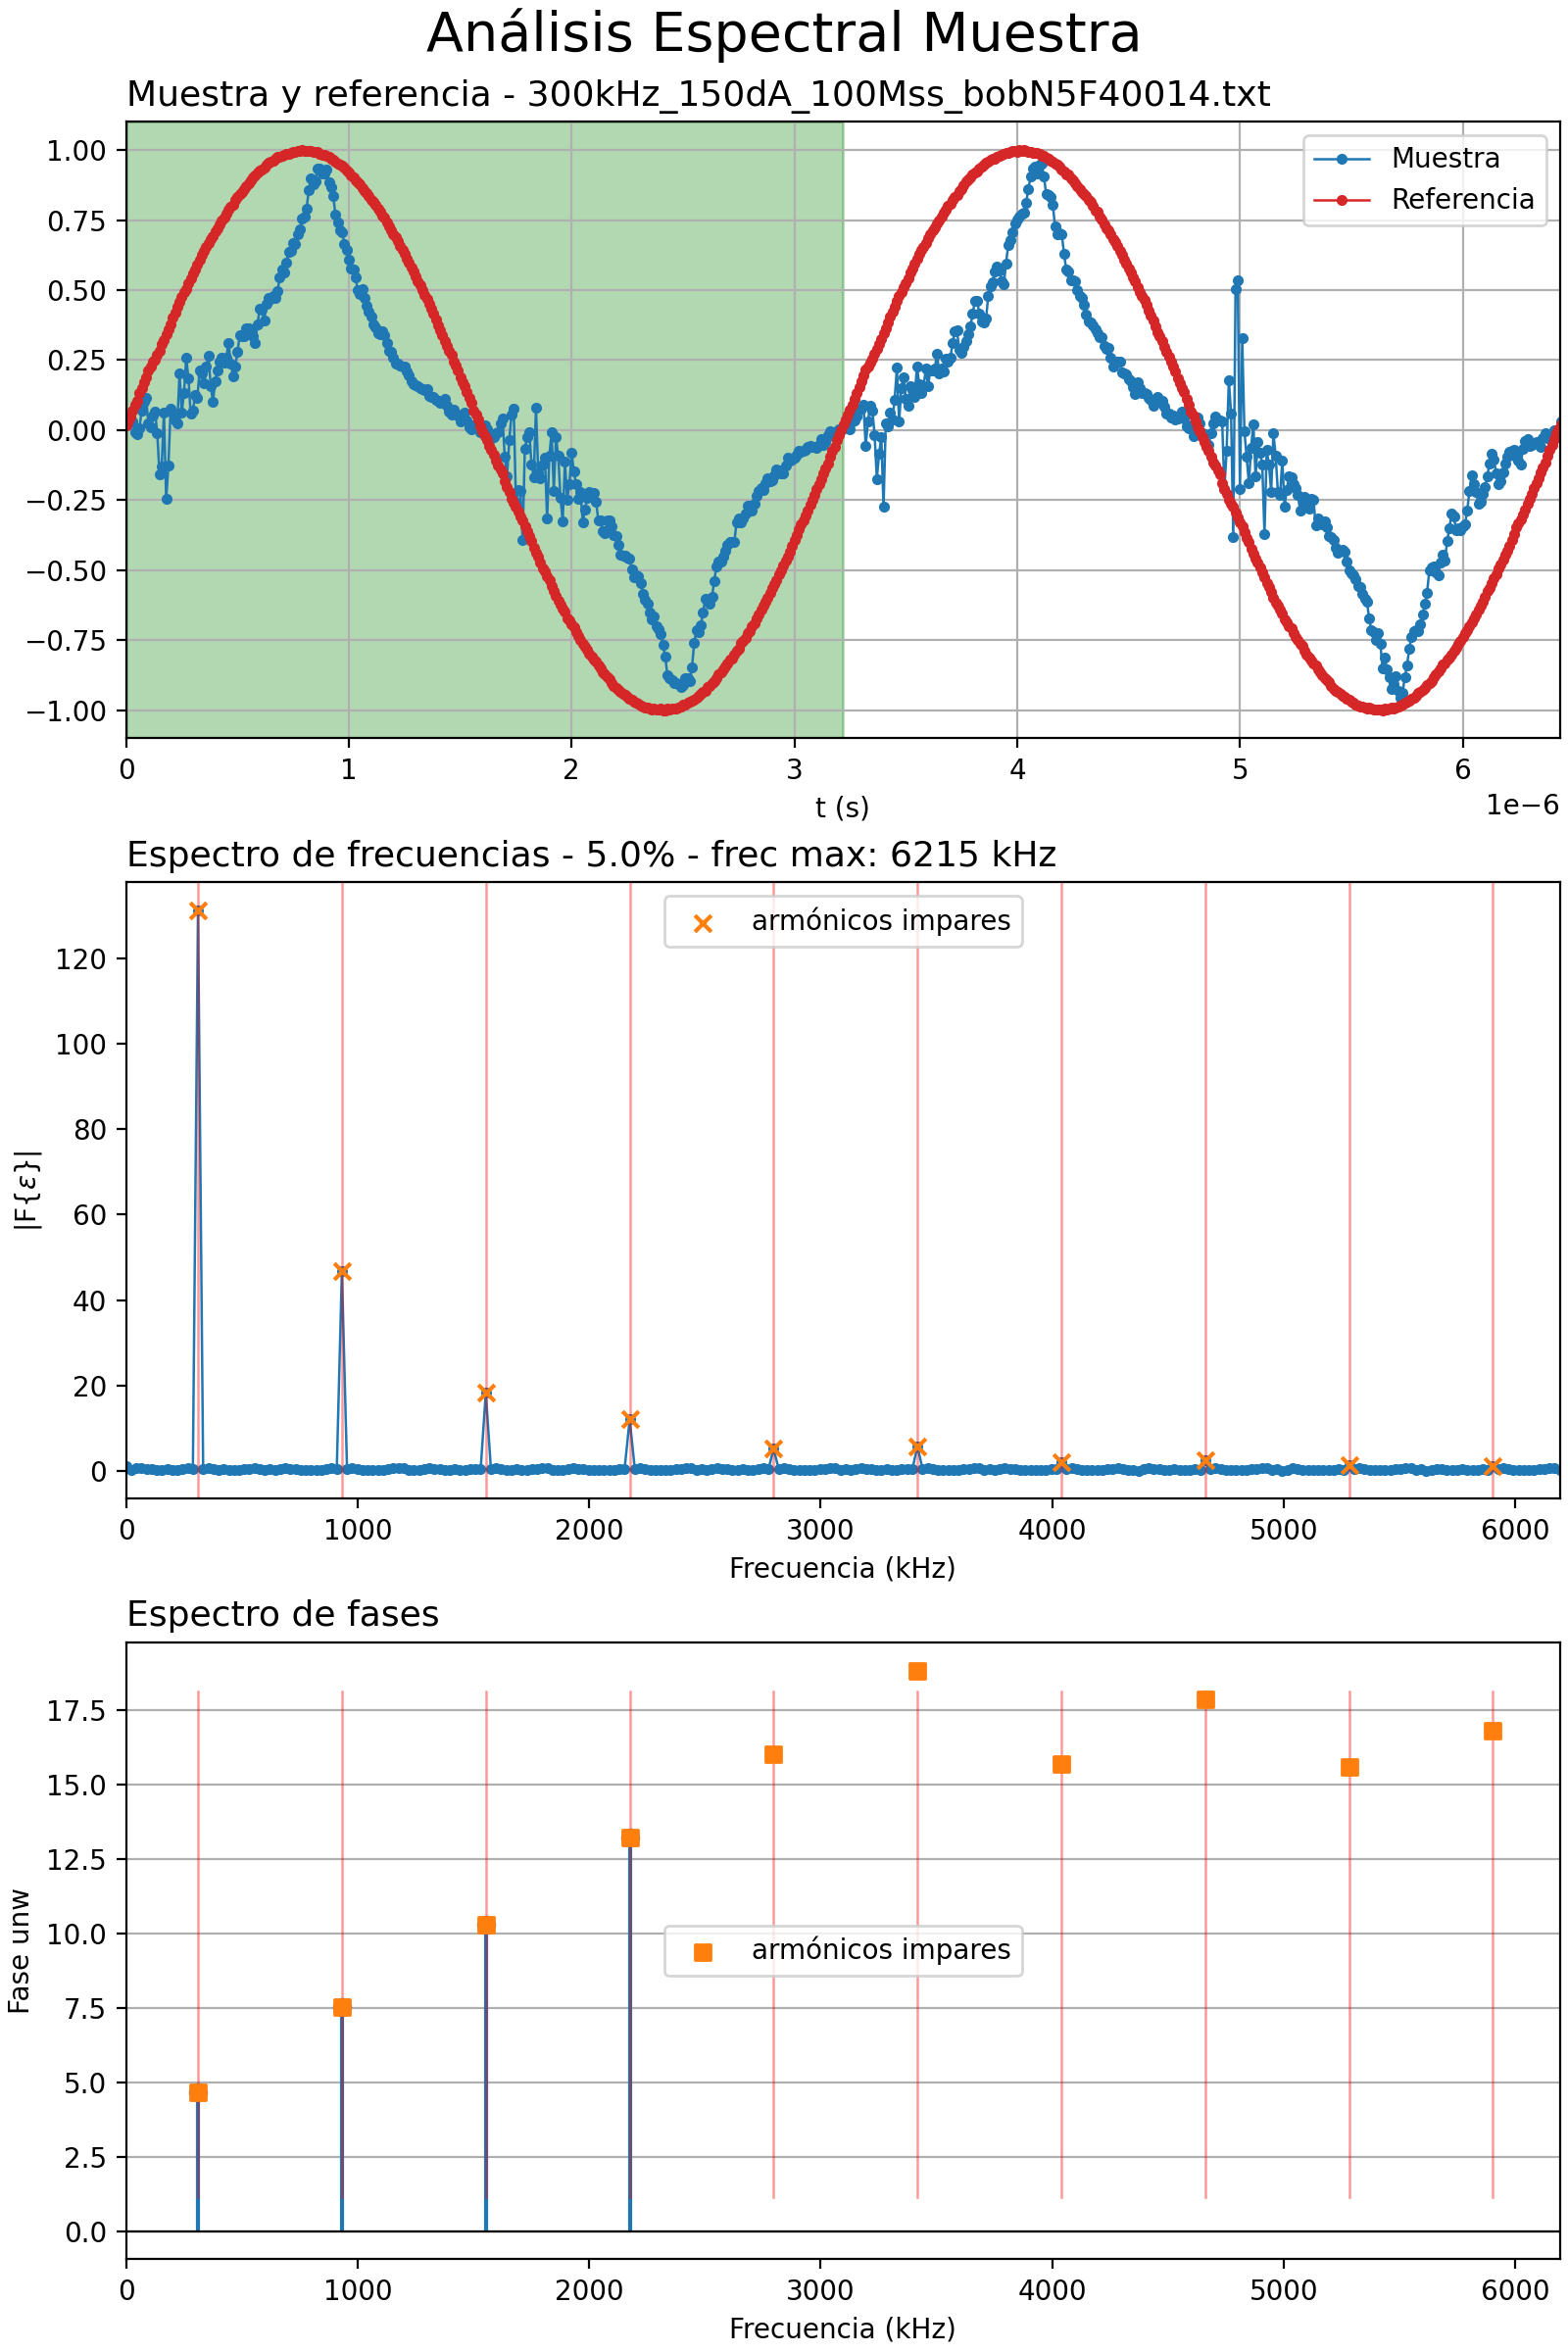 Análisis Espectral Muestra
Muestra y referencia - 300kHz_150dA_100Mss_bobN5F40014.txt
1.00
0.75
0.50
0.25
0.00
−0.25
−0.50
−0.75
−1.00
Muestra
Referencia
0 1 2 3 4 5 6
1e−6
t (s)
Espectro de frecuencias - 5.0% - frec max: 6215 kHz
armónicos impares
120
100
80
60
40
20
0
|F{ε}|
0 1000 2000 3000 4000 5000 6000
Frecuencia (kHz)
Espectro de fases
17.5
15.0
12.5
10.0
7.5
5.0
2.5
0.0
Fase unw
armónicos impares
0 1000 2000 3000 4000 5000 6000
Frecuencia (kHz)